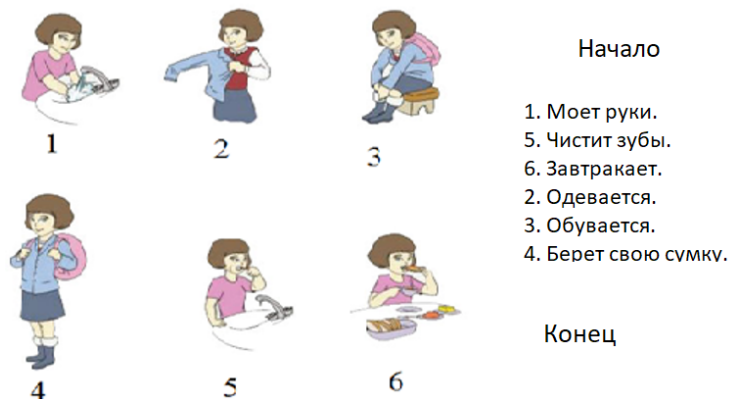 1
2
3
4
5
6
Начало
1. Моет руки.
5. Чистит зубы.
6. Завтракает.
2. Одевается.
3. Обувается.
4. Берет свою сумку.
Конец